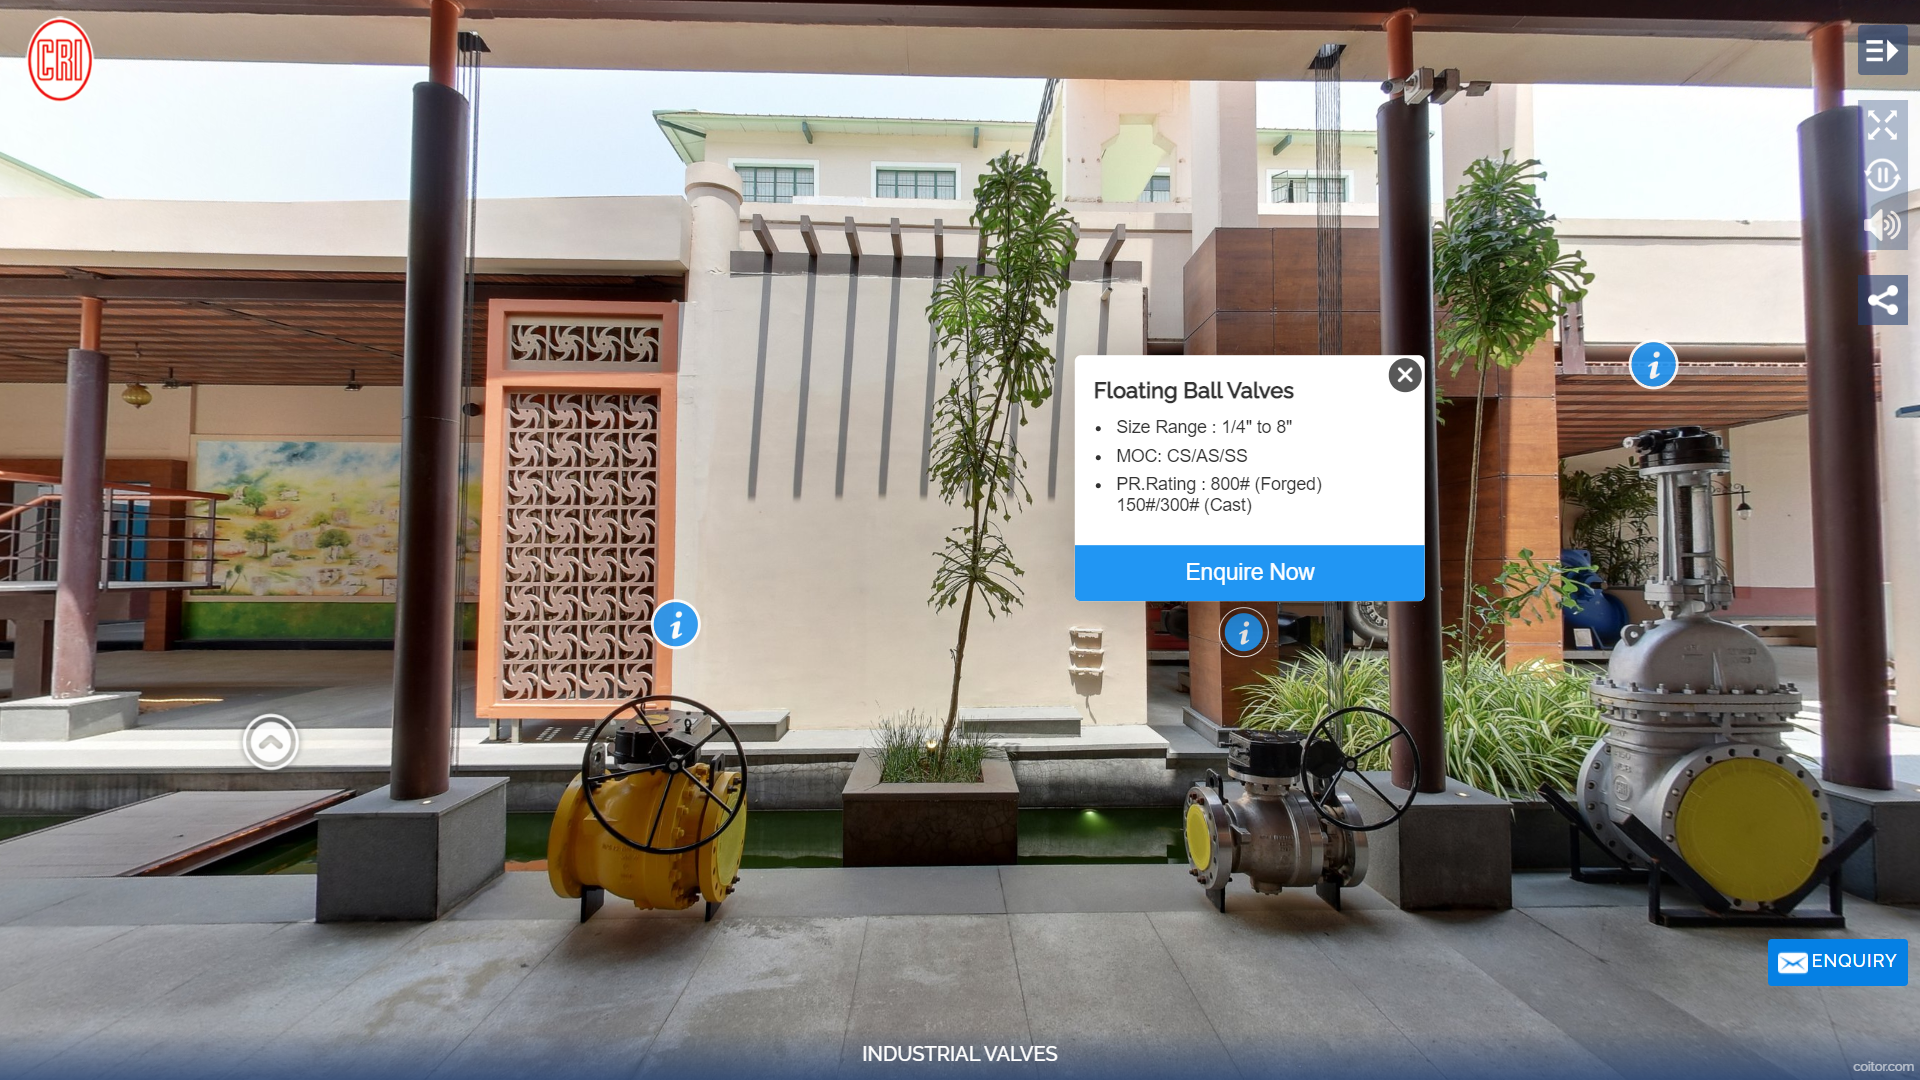 CRI
Floating Ball Valves
• Size Range : 1/4" to 8"
• MOC: CS/AS/SS
• PR.Rating : 800# (Forged)
150#/300# (Cast)
Enquire Now
i
i
i
ENQUIRY
INDUSTRIAL VALVES
coitor.com